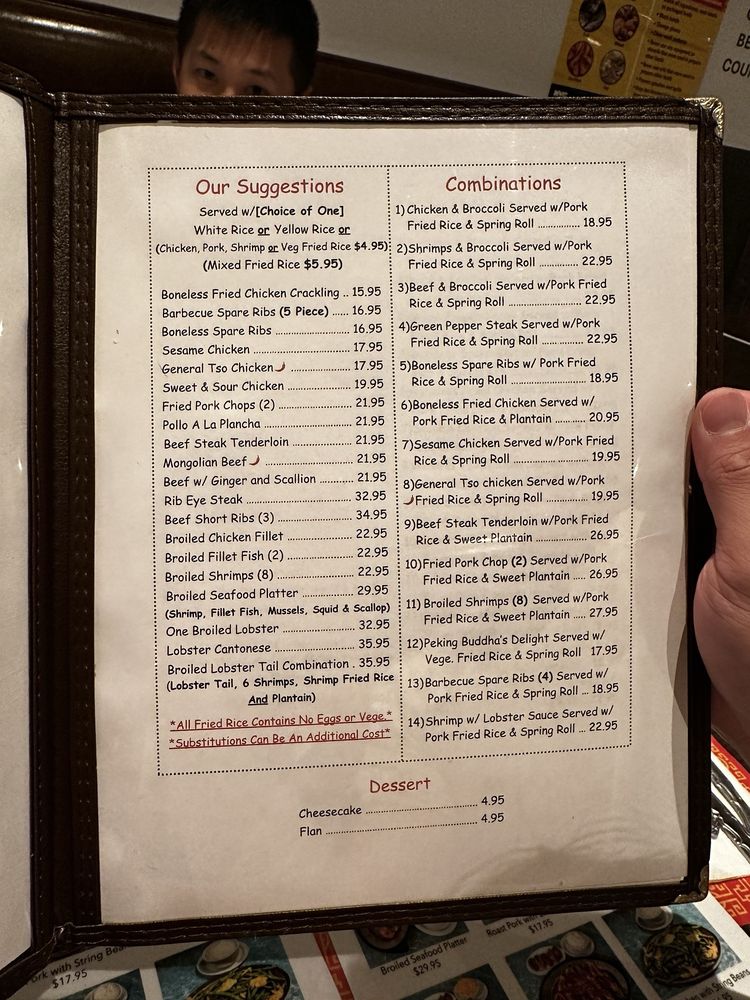 Our Suggestions
Served w/[Choice of One]
White Rice or Yellow Rice or
(Chicken, Pork, Shrimp or Veg Fried Rice $4.95)
(Mixed Fried Rice $5.95)
Boneless Fried Chicken Crackling .. 15.95
Barbecue Spare Ribs (5 Piece) ...... 16.95
Boneless Spare Ribs ................ 16.95
Sesame Chicken ................ 17.95
General Tso Chicken ................ 17.95
Sweet & Sour Chicken ................ 19.95
Fried Pork Chops (2) ................ 21.95
Pollo A La Plancha ................ 21.95
Beef Steak Tenderloin ............ 21.95
Mongolian Beef ................ 21.95
Beef w/ Ginger and Scallion ........... 21.95
Rib Eye Steak ................ 32.95
Beef Short Ribs (3) ................ 34.95
Broiled Chicken Fillet ............ 22.95
Broiled Fillet Fish (2) ............ 22.95
Broiled Shrimps (8) ................ 22.95
Broiled Seafood Platter ............ 29.95
(Shrimp, Fillet Fish, Mussels, Squid & Scallop)
One Broiled Lobster ................ 32.95
Lobster Cantonese ................ 35.95
Broiled Lobster Tail Combination . 35.95
(Lobster Tail, 6 Shrimps, Shrimp Fried Rice
And Plantain)
*All Fried Rice Contains No Eggs or Vege.*
*Substitutions Can Be An Additional Cost*
Combinations
1) Chicken & Broccoli Served w/Pork
Fried Rice & Spring Roll ............... 18.95
2)Shrimps & Broccoli Served w/Pork
Fried Rice & Spring Roll .............. 22.95
3)Beef & Broccoli Served w/Pork Fried
Rice & Spring Roll .......................... 22.95
4)Green Pepper Steak Served w/Pork
Fried Rice & Spring Roll ................ 22.95
5)Boneless Spare Ribs w/ Pork Fried
Rice & Spring Roll .......................... 18.95
6)Boneless Fried Chicken Served w/
Pork Fried Rice & Plantain ............ 20.95
7)Sesame Chicken Served w/Pork Fried
Rice & Spring Roll .......................... 19.95
8)General Tso chicken Served w/Pork
Fried Rice & Spring Roll ............... 19.95
9)Beef Steak Tenderloin w/Pork Fried
Rice & Sweet Plantain .................... 26.95
10)Fried Pork Chop (2) Served w/Pork
Fried Rice & Sweet Plantain ..... 26.95
11) Broiled Shrimps (8) Served w/Pork
Fried Rice & Sweet Plantain ..... 27.95
12)Peking Buddha's Delight Served w/
Vege. Fried Rice & Spring Roll 17.95
13)Barbecue Spare Ribs (4) Served w/
Pork Fried Rice & Spring Roll ... 18.95
14)Shrimp w/ Lobster Sauce Served w/
Pork Fried Rice & Spring Roll ... 22.95
Dessert
Cheesecake ........................................ 4.95
Flan ........................................ 4.95
Pork with String Bea
$17.95
Broiled Seafood Platter
$29.95
Roast Pork with
$17.95
with String Beans